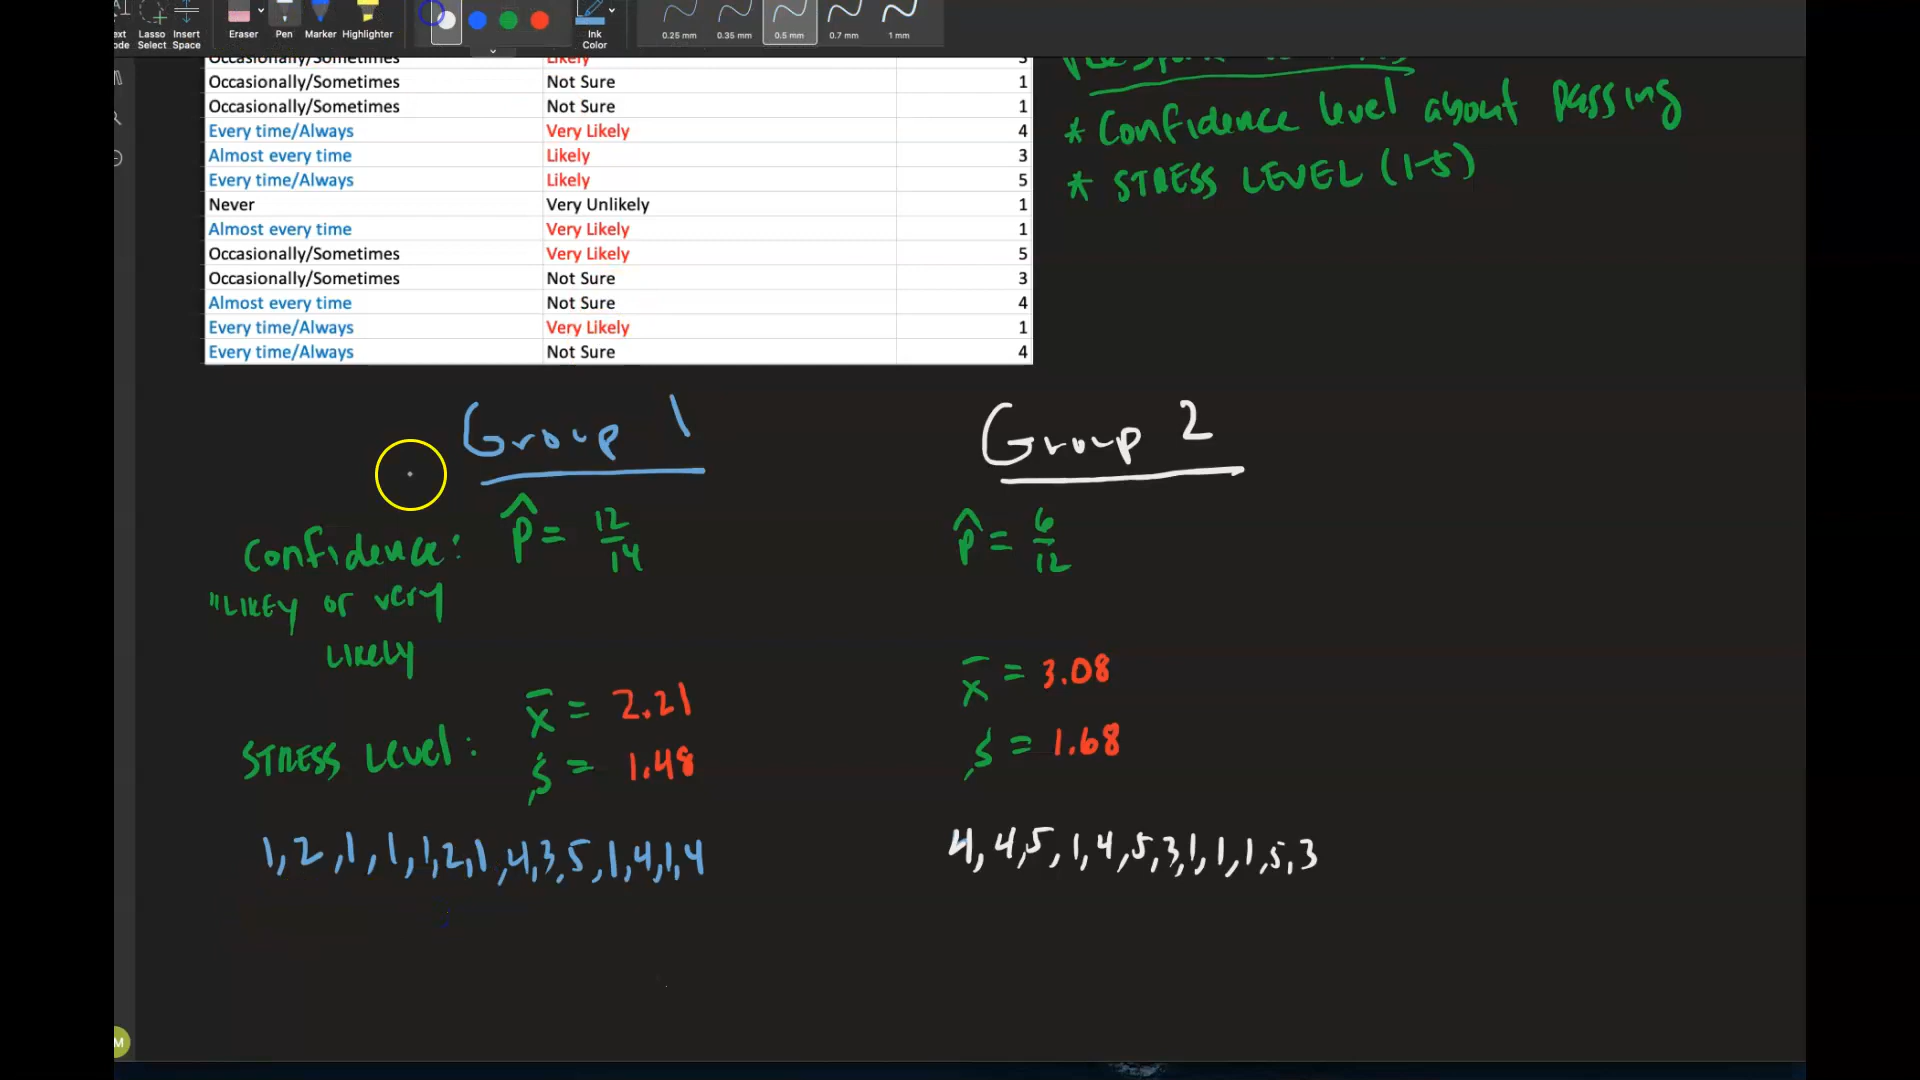 Lasso Insert
Select Space
Eraser Pen Marker Highlighter
Ink
Color
0.25 mm 0.35 mm 0.5 mm 0.7 mm 1 mm
Occasionally/Sometimes Likely 3
Occasionally/Sometimes Not Sure 1
Occasionally/Sometimes Not Sure 1
Every time/Always Very Likely 4
Almost every time Likely 3
Every time/Always Likely 5
Never Very Unlikely 1
Almost every time Very Likely 1
Occasionally/Sometimes Very Likely 5
Occasionally/Sometimes Not Sure 3
Almost every time Not Sure 4
Every time/Always Very Likely 1
Every time/Always Not Sure 4
* Confidence level about passing
* STRESS LEVEL (1-5)
Group 1 Group 2
Confidence: p̂ = 12/14 p̂ = 6/12
"LIKEY or very
LIKELY
x̄ = 2.21 x̄ = 3.08
STRESS Level: s = 1.48 s = 1.68
1,2,1,1,1,2,1,4,3,5,1,4,1,4 4,4,5,1,4,5,3,1,1,1,5,3
M